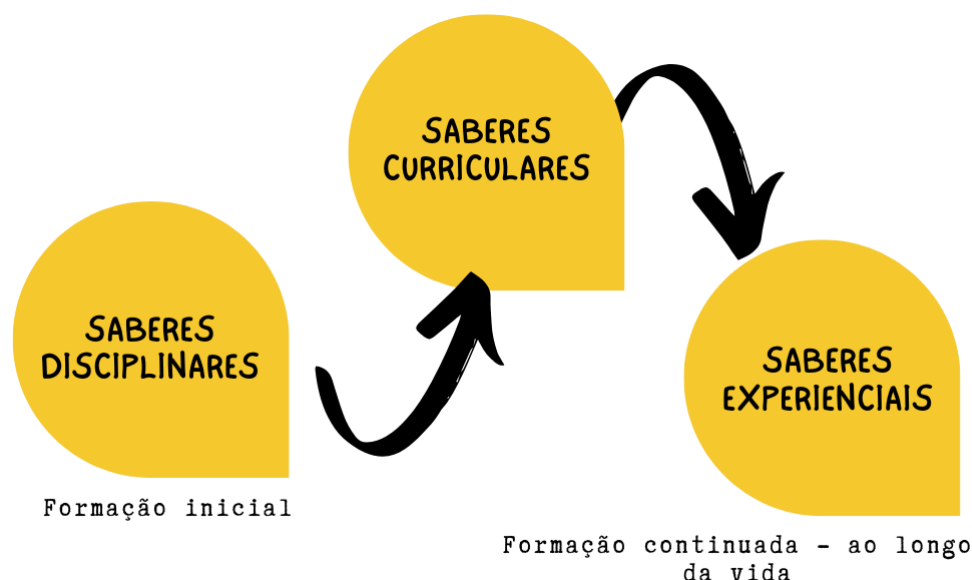 SABERES
CURRICULARES
SABERES
DISCIPLINARES
SABERES
EXPERIENCIAIS
Formação inicial
Formação continuada - ao longo
da vida